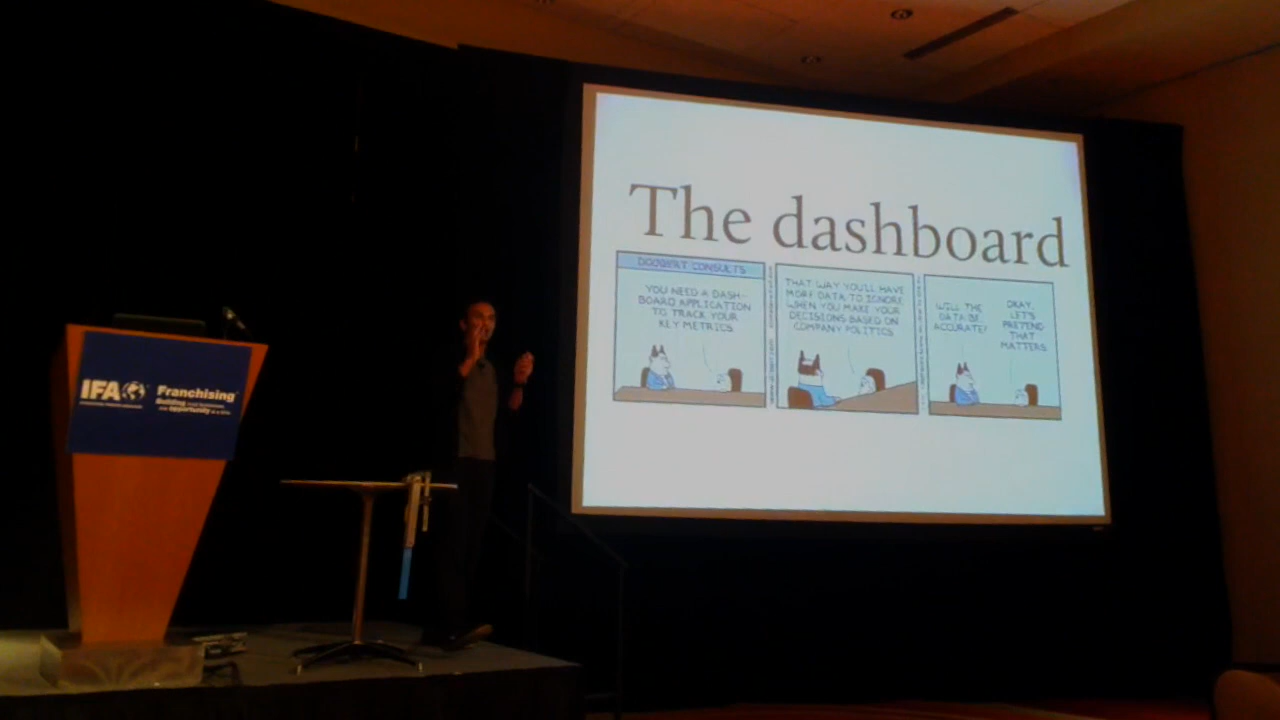 The dashboard
DOGBERT CONSULTS
YOU NEED A DASH-
BOARD APPLICATION
TO TRACK YOUR
KEY METRICS.
THAT WAY YOU'LL HAVE
MORE DATA TO IGNORE
WHEN YOU MAKE YOUR
DECISIONS BASED ON
COMPANY POLITICS.
WILL THE
DATA BE
ACCURATE?
OKAY,
LET'S
PRETEND
THAT
MATTERS.
IFA
Franchising
Building
opportunity